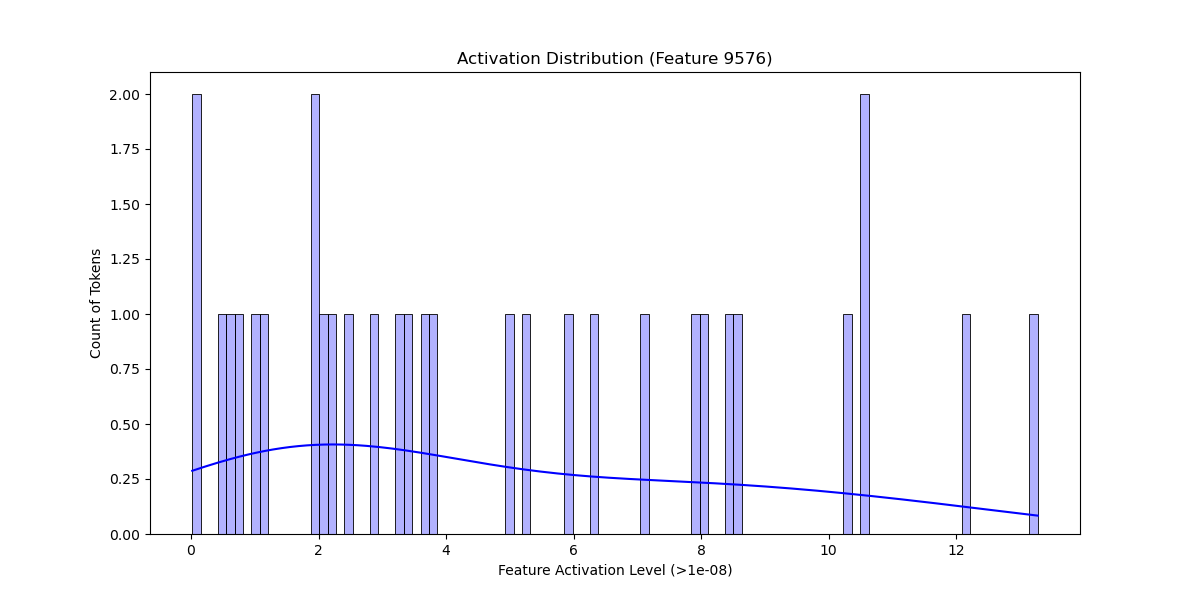 Activation Distribution (Feature 9576)
2.00
1.75
1.50
1.25
1.00
0.75
0.50
0.25
0.00
Count of Tokens
0 2 4 6 8 10 12
Feature Activation Level (>1e-08)